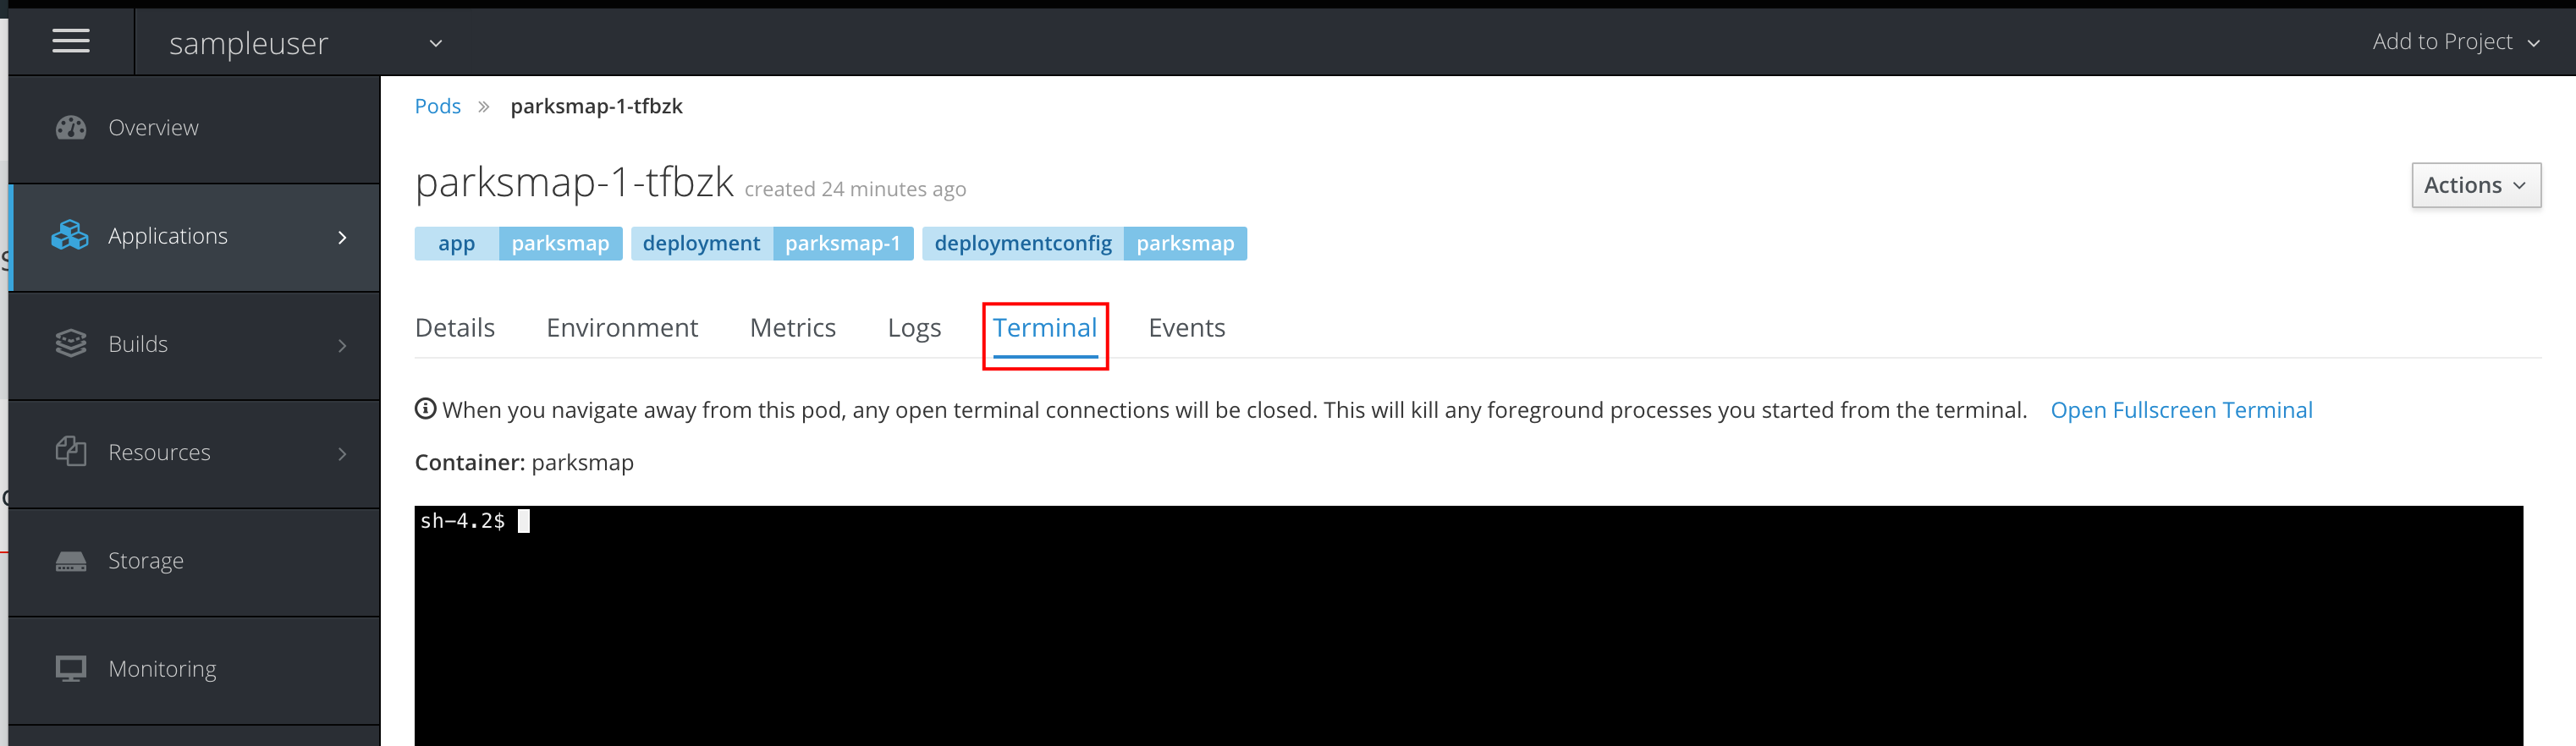 sampleuser
Add to Project
Overview
Applications
Builds
Resources
Storage
Monitoring
Pods » parksmap-1-tfbzk
parksmap-1-tfbzk created 24 minutes ago
Actions
app parksmap deployment parksmap-1 deploymentconfig parksmap
Details Environment Metrics Logs Terminal Events
When you navigate away from this pod, any open terminal connections will be closed. This will kill any foreground processes you started from the terminal. Open Fullscreen Terminal
Container: parksmap
sh-4.2$